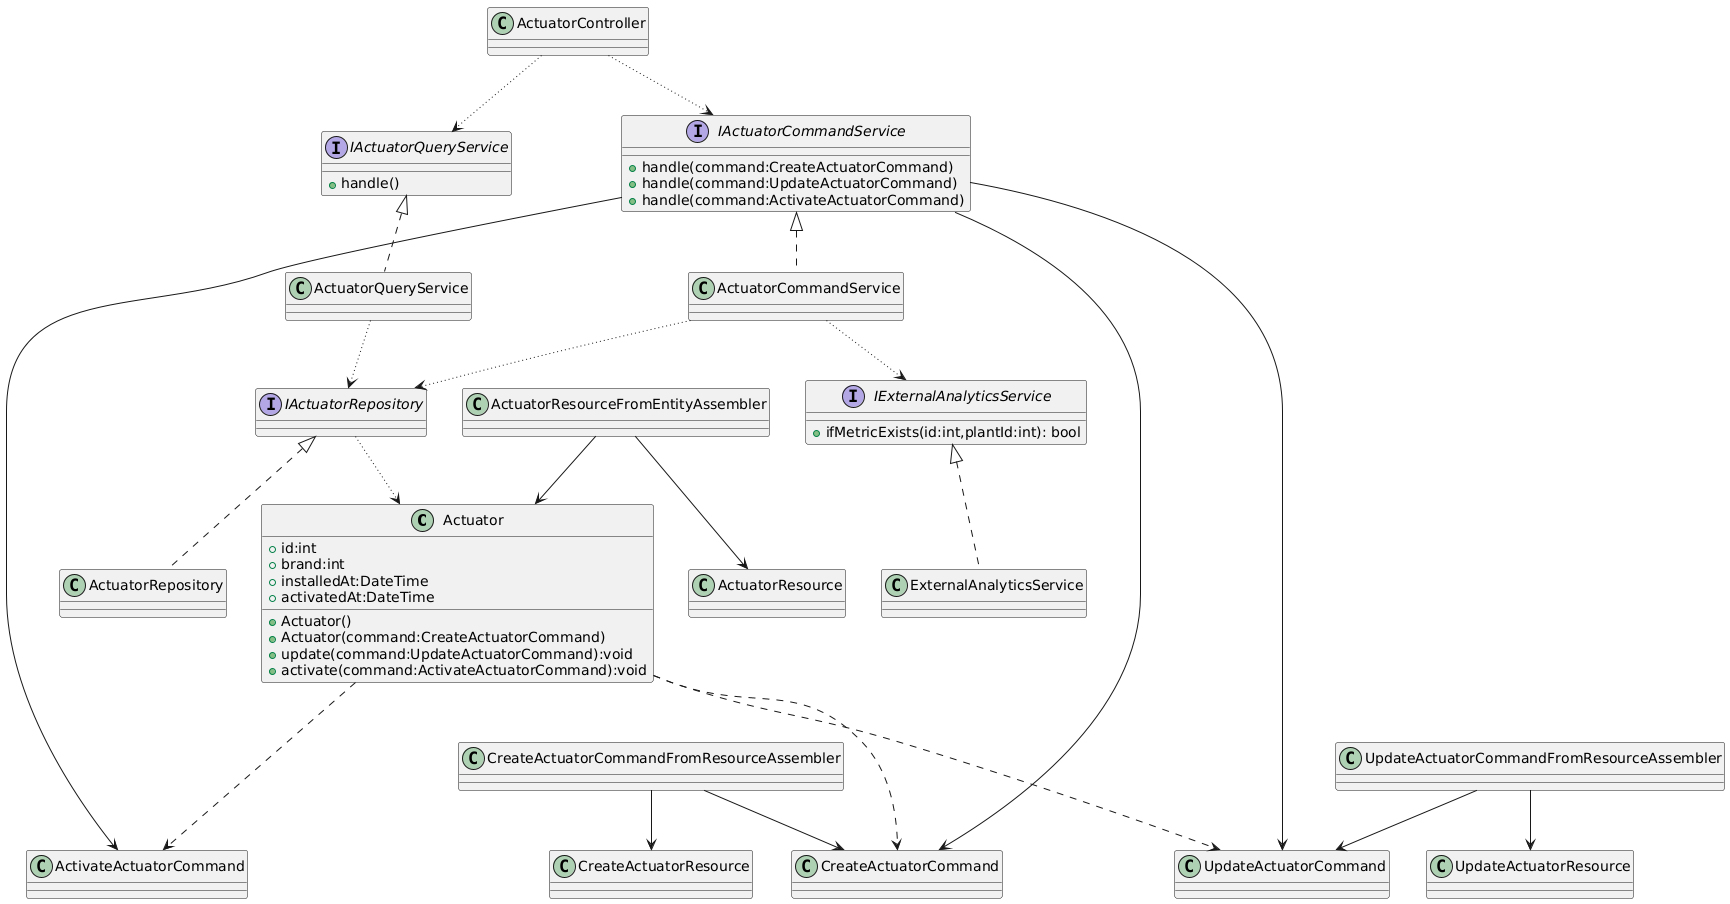 C ActuatorController
I IActuatorQueryService
handle()
I IActuatorCommandService
handle(command:CreateActuatorCommand)
handle(command:UpdateActuatorCommand)
handle(command:ActivateActuatorCommand)
C ActuatorQueryService
C ActuatorCommandService
I IActuatorRepository
C ActuatorResourceFromEntityAssembler
I IExternalAnalyticsService
ifMetricExists(id:int,plantId:int): bool
C Actuator
id:int
brand:int
installedAt:DateTime
activatedAt:DateTime
Actuator()
Actuator(command:CreateActuatorCommand)
update(command:UpdateActuatorCommand):void
activate(command:ActivateActuatorCommand):void
C ActuatorRepository
C ActuatorResource
C ExternalAnalyticsService
C CreateActuatorCommandFromResourceAssembler
C UpdateActuatorCommandFromResourceAssembler
C ActivateActuatorCommand
C CreateActuatorResource
C CreateActuatorCommand
C UpdateActuatorCommand
C UpdateActuatorResource